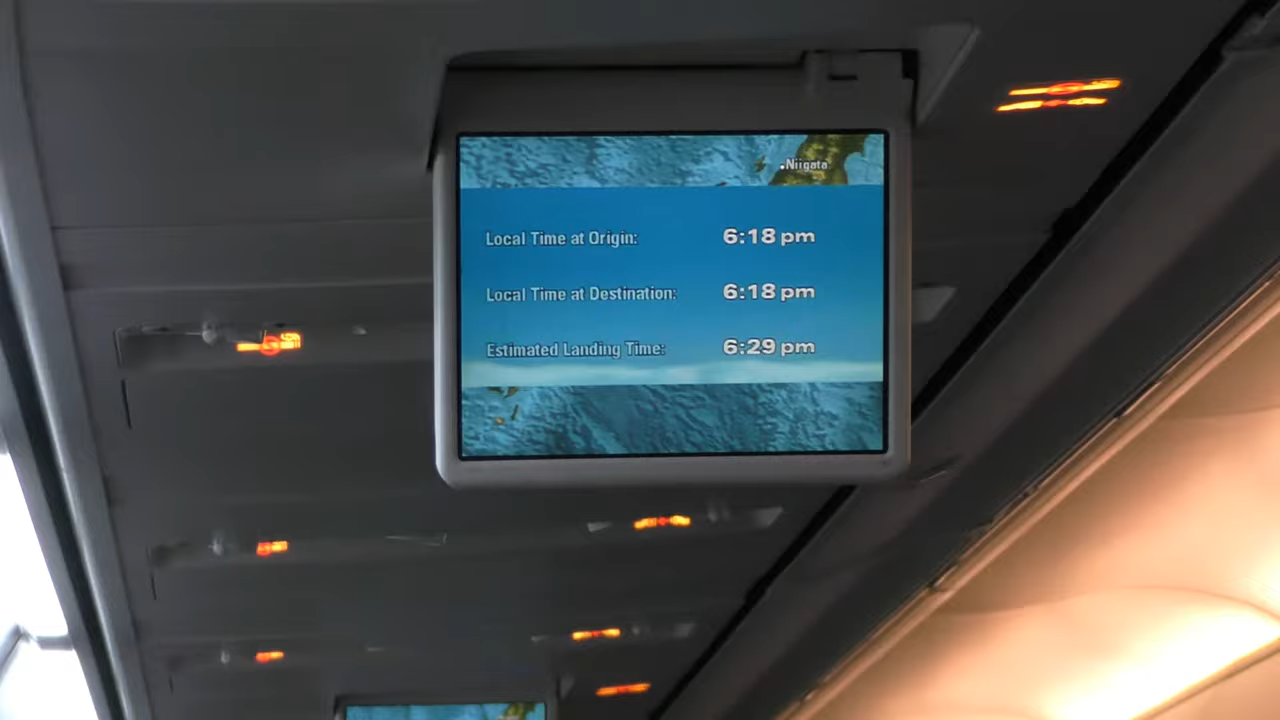 Niigata
Local Time at Origin: 6:18 pm
Local Time at Destination: 6:18 pm
Estimated Landing Time: 6:29 pm